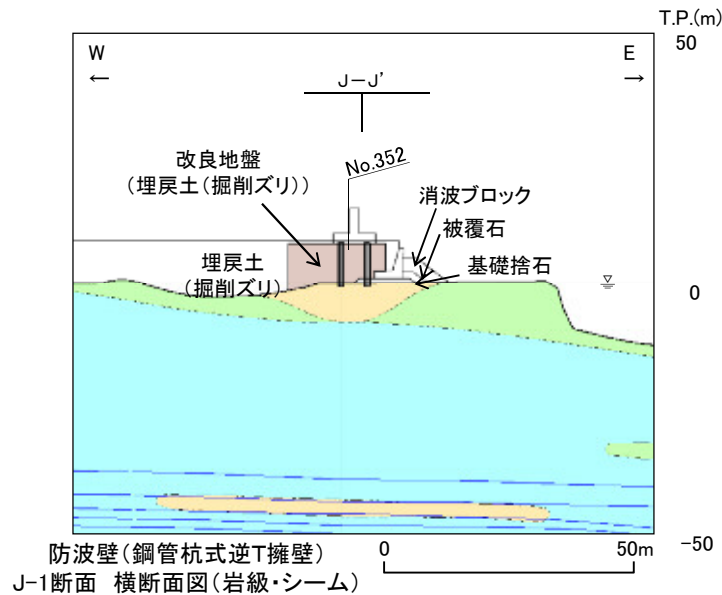 T.P.(m)
50
W
E
←
→
J－J’
改良地盤
(埋戻土(掘削ズリ))
No.352
消波ブロック
被覆石
基礎捨石
埋戻土
(掘削ズリ)
0
-50
防波壁(鋼管杭式逆T擁壁)
J-1断面 横断面図(岩級・シーム)
0
50m